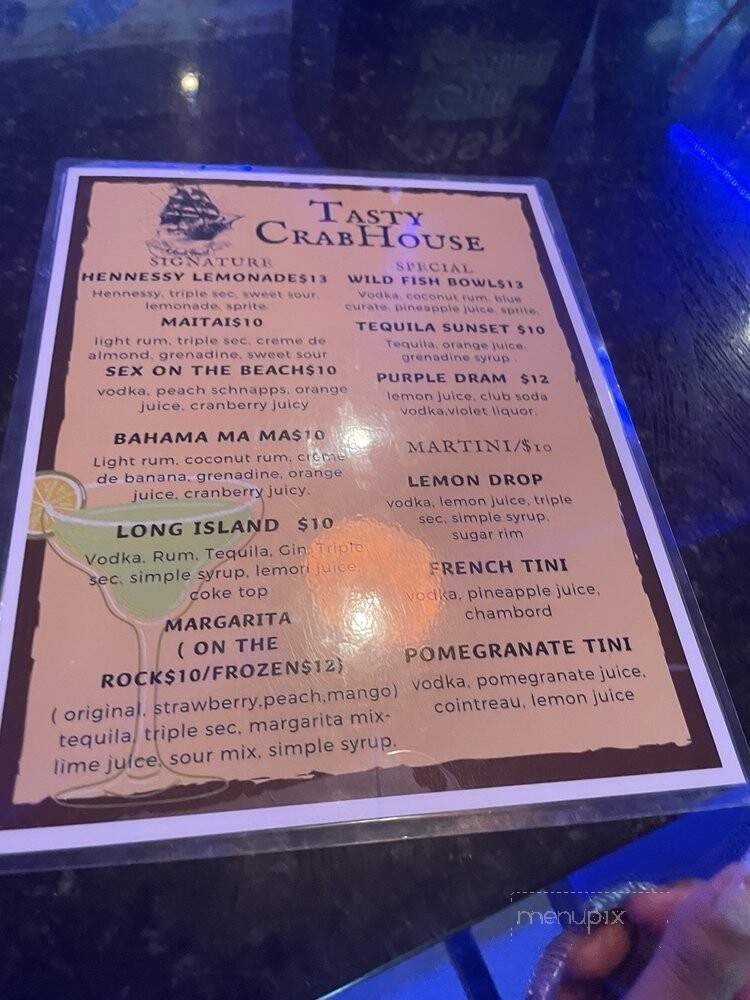 TASTY
CRABHOUSE
SIGNATURE
HENNESSY LEMONADE$13
Hennessy, triple sec, sweet sour,
lemonade, sprite.
MAITAI$10
light rum, triple sec, creme de
almond, grenadine, sweet sour
SEX ON THE BEACH$10
vodka, peach schnapps, orange
juice, cranberry juicy
BAHAMA MA MA$10
Light rum, coconut rum, creme
de banana, grenadine, orange
juice, cranberry juicy.
LONG ISLAND $10
Vodka, Rum, Tequila, Gin, Triple
sec, simple syrup, lemon juice,
coke top
MARGARITA
( ON THE
ROCK$10/FROZEN$12)
( original, strawberry,peach,mango)
tequila, triple sec, margarita mix-
lime juice, sour mix, simple syrup.
SPECIAL
WILD FISH BOWL$13
Vodka, coconut rum, blue
curate, pineapple juice, sprite,
TEQUILA SUNSET $10
Tequila, orange juice,
grenadine syrup .
PURPLE DRAM $12
lemon juice, club soda
vodka,violet liquor.
MARTINI/$10
LEMON DROP
vodka, lemon juice, triple
sec, simple syrup,
sugar rim
FRENCH TINI
vodka, pineapple juice,
chambord
POMEGRANATE TINI
vodka, pomegranate juice,
cointreau, lemon juice
menupix